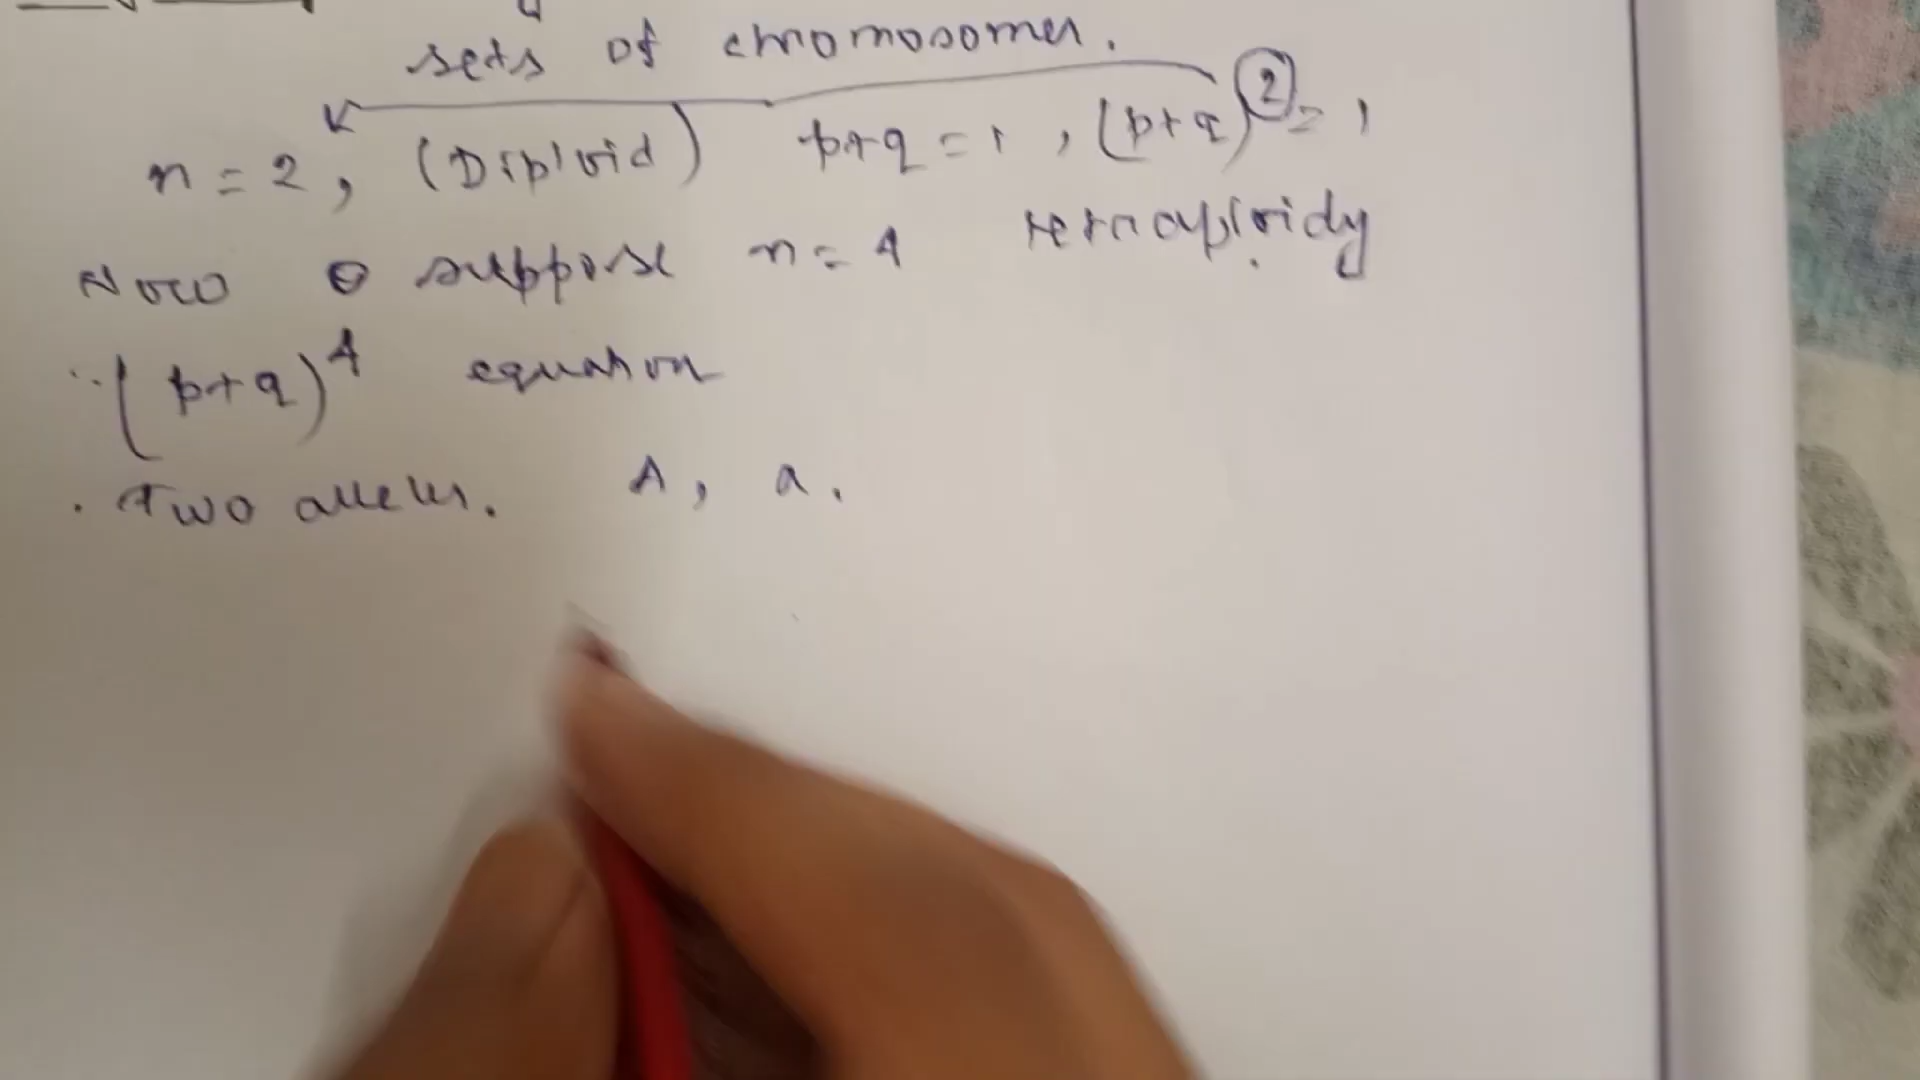 sets of chromosomes.
n = 2, (Diploid) p+q = 1, (p+q)² = 1
Now suppose n = 4 tetraploidy
∴ (p+q)⁴ equation
. Two alleles. A, a.